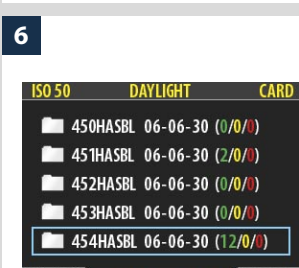 6
ISO 50 DAYLIGHT CARD
450HASBL 06-06-30 (0/0/0)
451HASBL 06-06-30 (2/0/0)
452HASBL 06-06-30 (0/0/0)
453HASBL 06-06-30 (0/0/0)
454HASBL 06-06-30 (12/0/0)